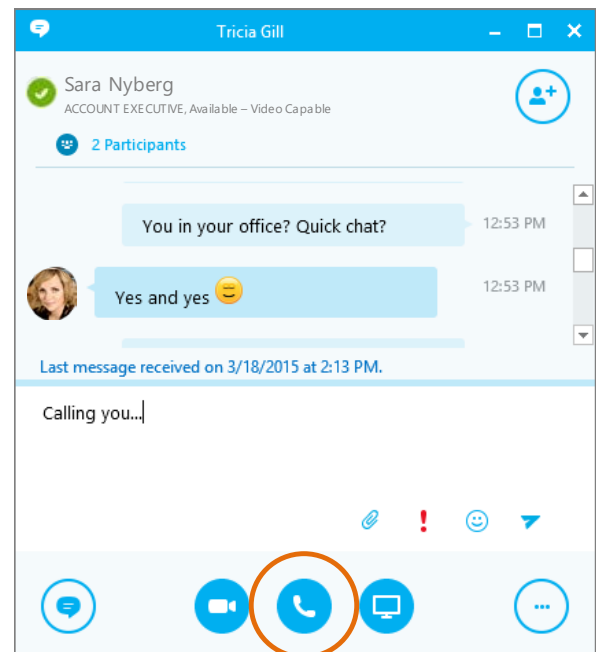 Tricia Gill
Sara Nyberg
ACCOUNT EXECUTIVE, Available – Video Capable
2 Participants
You in your office? Quick chat?
12:53 PM
Yes and yes
12:53 PM
Last message received on 3/18/2015 at 2:13 PM.
Calling you...